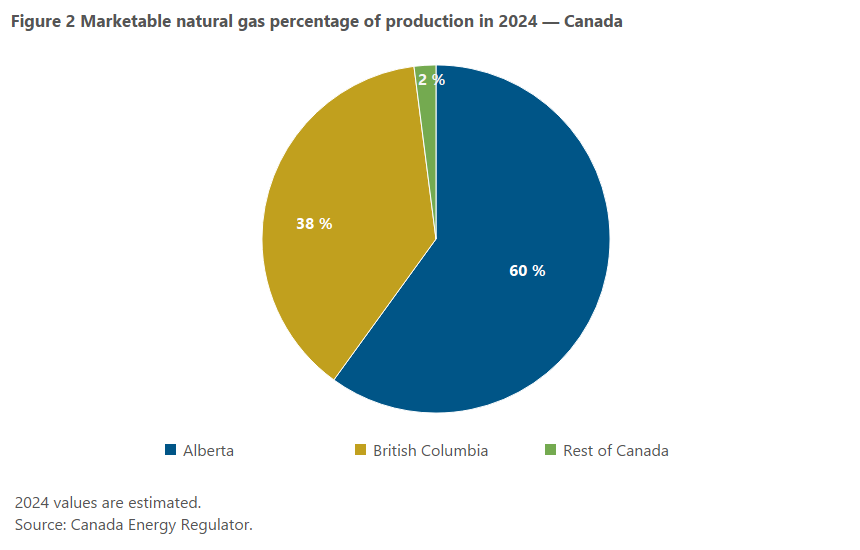 Figure 2 Marketable natural gas percentage of production in 2024 — Canada
2 %
38 %
60 %
Alberta
British Columbia
Rest of Canada
2024 values are estimated.
Source: Canada Energy Regulator.